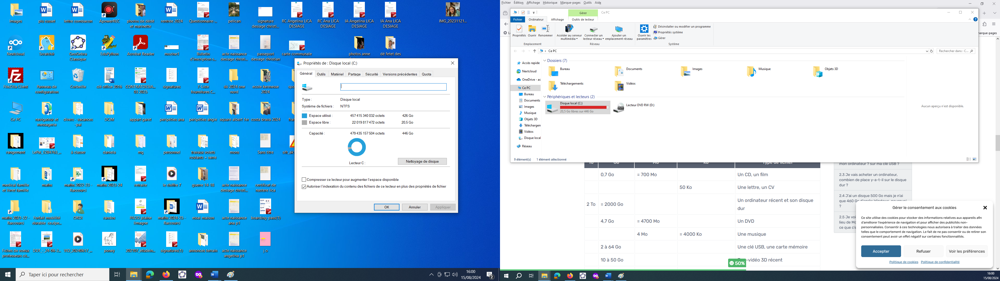 Images
plu cusset
lettre combacon
ApowerREC
photos de dédé
et marinette
rentrée 2024
Questionnaire-...
pelican
signature
desiage christi...
RC Angelina LICA
DESIAGE
RC Ana LICA
DESIAGE
IA Angelina LICA
DESIAGE
IA Ana LICA
DESIAGE
IMG_20231121...
Nextcloud
ScratchJr
GeoGebra
Classique
EduPython
Acrobat Reader
mozine1
Bulletin
d'inscription s...
acte naissance
desiage christi...
passeport
desiage christian
carte communale
photos anne
dé fetet des
FileZilla Client
Panneau de
configuration
Corbeille
clé office 2016
CONTRATDESIA...
03 2025
signatures
7-Liste
fournitures C...
ski 2024 one
nord
ecole kermesse
2024
spo
Ce PC
navigateur et
messagerie
divers - vacances
-pal
DCIM
appart garet
peripéties ana
peripéties angie
square albert 1er
costa brava 2024
fran
rangement
LePal_1284763_...
à classer
daniela
mg
personnel
travaux volets
roulants + serre
mons
Sans titre
sifr_ak
medical famille
et livret famille
maths
maths 2022-23 -
Raccourci
maths 2023-24
retraite
le chiffre 7
guerre 14-18
acte naissance
desiage christi...
certificat de
nastere lica
maths 2021-22 -
Raccourci
Forfait mobilité
durable ce.dpe...
ORDI
randos
PADD plaine
limagne
maths 2024-25 -
Raccourci
essai maison
acte naissance
ana p1
boarding-pass(1)
Fiches de voeux
professeurs cit...
DDT_-_24-06-2...
VID_20240617_...
poney
202107_etudein...
signatures(1)
annonces terrain
acte naissance
angelina p1
j o
Propriétés de : Disque local (C:)
Général Outils Matériel Partage Sécurité Versions précédentes Quota
Type : Disque local
Système de fichiers : NTFS
Espace utilisé : 457 415 340 032 octets 426 Go
Espace libre : 22 019 817 472 octets 20,5 Go
Capacité : 479 435 157 504 octets 446 Go
Lecteur C :
Nettoyage de disque
Compresser ce lecteur pour augmenter l'espace disponible
Autoriser l'indexation du contenu des fichiers de ce lecteur en plus des propriétés de fichier
OK Annuler Appliquer
Taper ici pour rechercher
16:00
15/08/2024
2
Fichier Édition Affichage Historique Marque-pages Outils Aide
Gérer
Ce PC
Fichier Ordinateur Affichage Outils de lecteur
Propriétés Ouvrir Renommer
Accéder au serveur
multimédia
Connecter un
lecteur réseau
Ajouter un
emplacement réseau
Ouvrir les
paramètres
Désinstaller ou modifier un programme
Propriétés système
Gérer
Emplacement Réseau Système
Ce PC
Rechercher dans : C...
arque-pages
Accès rapide
Nextcloud
OneDrive - ac
Ce PC
Bureau
Documents
Images
Musique
Objets 3D
Téléchargen
Vidéos
Disque local
Réseau
Dossiers (7)
Bureau
Documents
Images
Musique
Objets 3D
Téléchargements
Vidéos
Périphériques et lecteurs (2)
Disque local (C:)
20,5 Go libres sur 446 Go
Lecteur DVD RW (D:)
DVD
Aucun aperçu n'est disponible.
9 élément(s) 1 élément sélectionné
To Go Mo Ko Type de fichier
0,7 Go = 700 Mo Un CD, un film
50 Ko Une lettre, un CV
2 To = 2000 Go Un ordinateur récent et son disque
dur
4,7 Go = 4700 Mo Un DVD
4 Mo = 4000 Ko Une musique
2 à 64 Go Une clé USB, une carte mémoire
10 à 50 Go -vidéo 3D récent
50%
mon ordinateur ? sur ma clé USB ?
2.3 Je vais acheter un ordinateur,
combien de place y-a-t-il sur le disque
dur ?
2.4 J'ai un disque 500 Go mais je n'ai
que 460 Go d'après Windows, pourquoi
?
2.5 Je voi
lieu de Mo
ce que c'e
Gérer le consentement aux cookies
Ce site utilise des cookies pour stocker des informations relatives aux appareils afin
d'améliorer l'expérience de navigation et pour afficher des publicités non-
personnalisées. Consentir à ces technologies nous autorisera à traiter des données
telles que le comportement de navigation. Le fait de ne pas consentir ou de retirer son
consentement peut avoir un effet négatif sur certaines fonctionnalités.
Accepter Refuser Voir les préférences
Politique de cookies Politique de confidentialité
16:00
15/08/2024